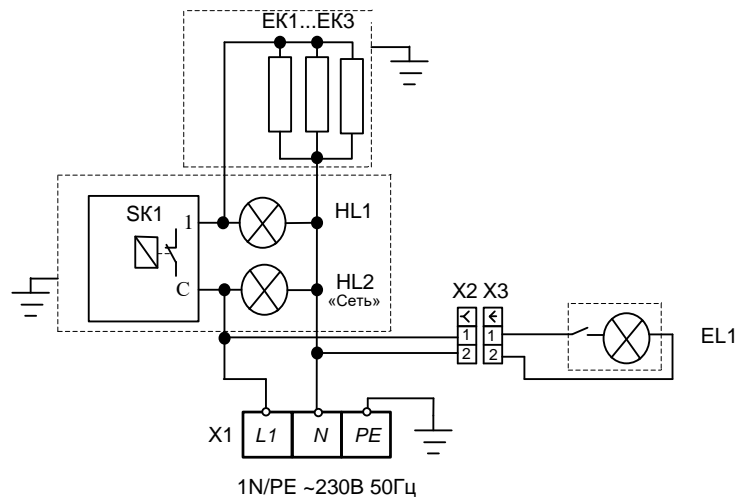 ЕК1...ЕК3
SK1
1
C
HL1
HL2
«Сеть»
X2 X3
1 1
2 2
EL1
X1 L1 N PE
1N/PE ~230В 50Гц